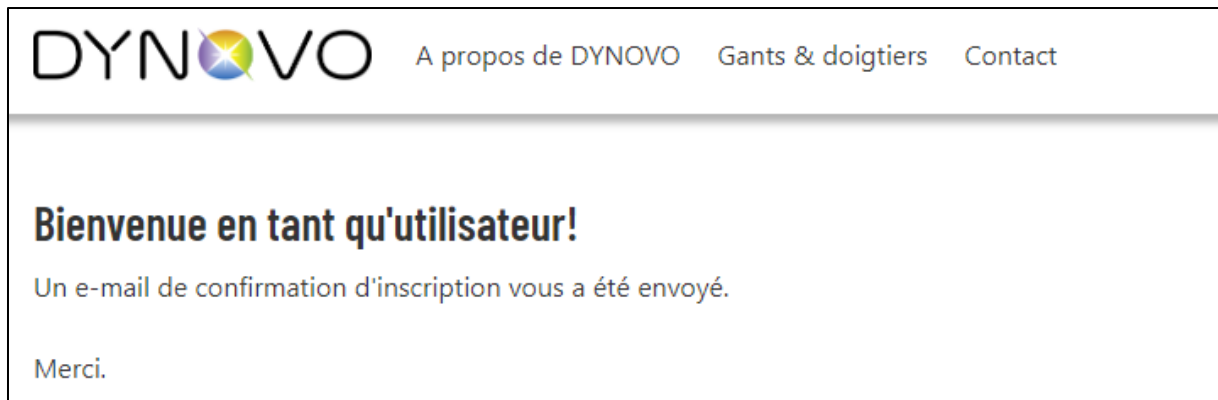 DYNOVO A propos de DYNOVO Gants & doigtiers Contact
Bienvenue en tant qu'utilisateur!
Un e-mail de confirmation d'inscription vous a été envoyé.
Merci.